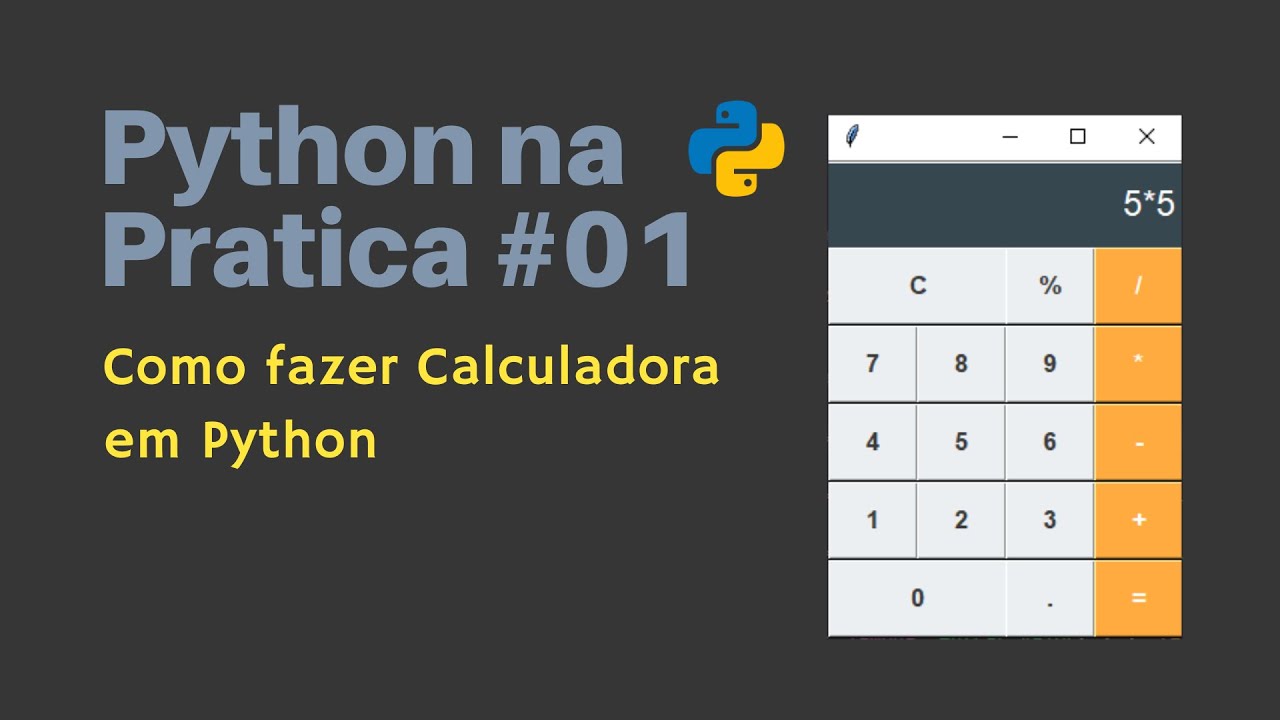 Python na
Pratica #01
Como fazer Calculadora
em Python
5*5
C % /
7 8 9 *
4 5 6 -
1 2 3 +
0 . =